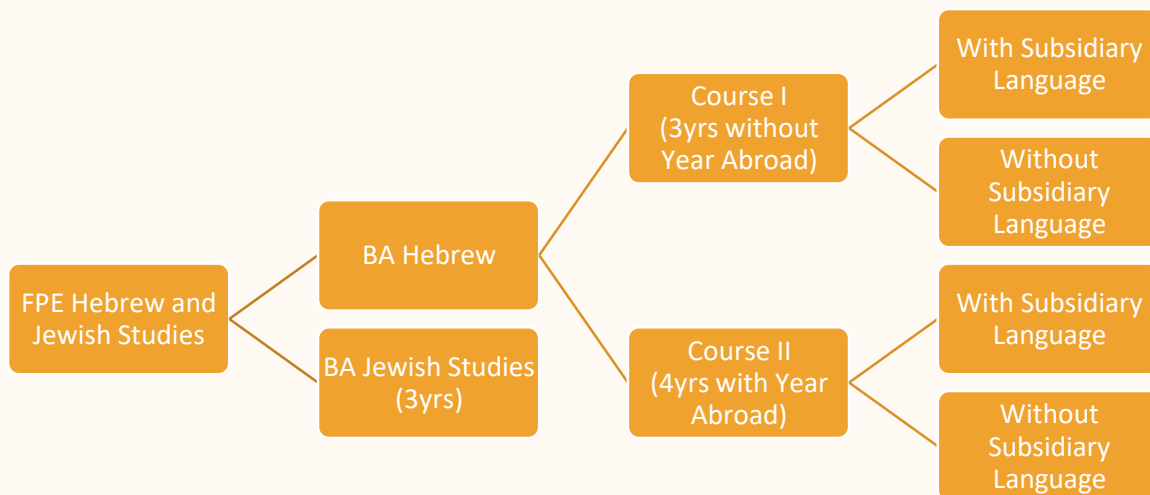 FPE Hebrew and
Jewish Studies
BA Hebrew
BA Jewish Studies
(3yrs)
Course I
(3yrs without
Year Abroad)
Course II
(4yrs with Year
Abroad)
With Subsidiary
Language
Without
Subsidiary
Language
With Subsidiary
Language
Without
Subsidiary
Language